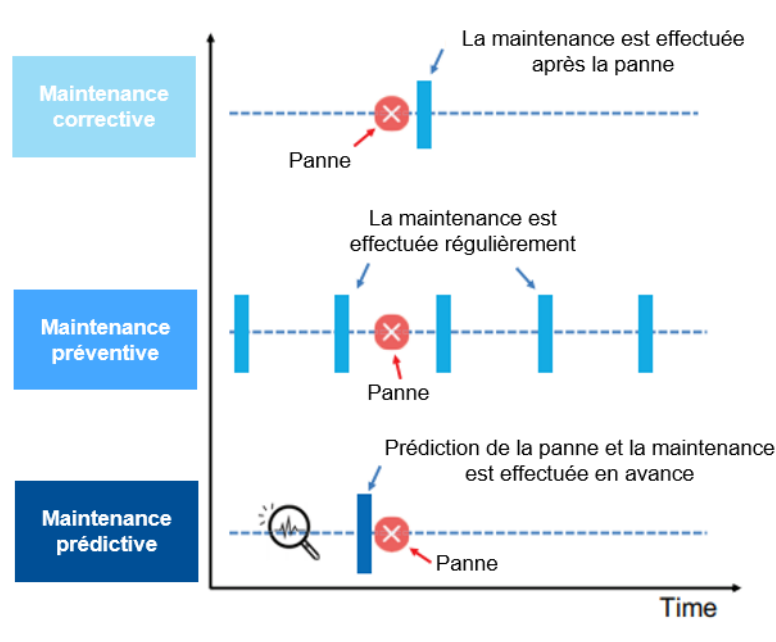 La maintenance est effectuée
après la panne
Maintenance
corrective
Panne
La maintenance est
effectuée régulièrement
Maintenance
préventive
Panne
Prédiction de la panne et la maintenance
est effectuée en avance
Maintenance
prédictive
Panne
Time